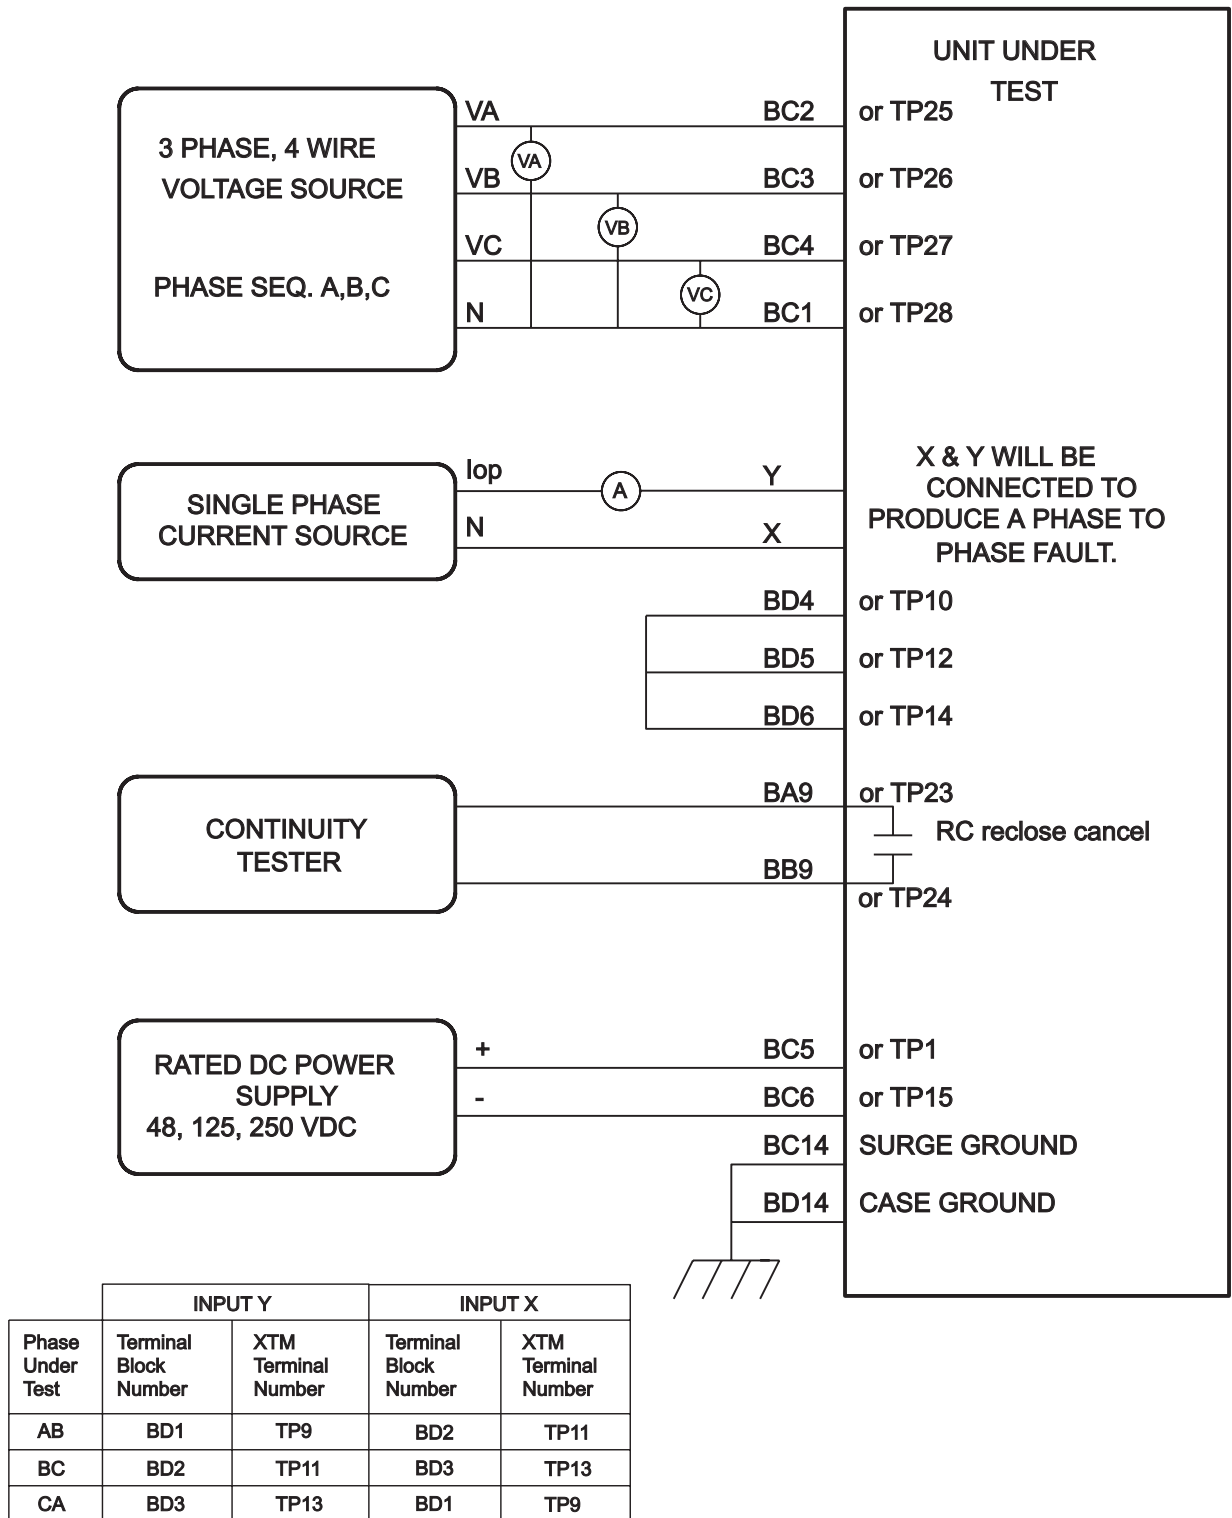 UNIT UNDER
TEST
3 PHASE, 4 WIRE
VOLTAGE SOURCE
PHASE SEQ. A,B,C
VA
VA
BC2
or TP25
VB
VB
BC3
or TP26
VC
VC
BC4
or TP27
N
BC1
or TP28
SINGLE PHASE
CURRENT SOURCE
Iop
A
Y
N
X
X & Y WILL BE
CONNECTED TO
PRODUCE A PHASE TO
PHASE FAULT.
BD4
or TP10
BD5
or TP12
BD6
or TP14
CONTINUITY
TESTER
BA9
or TP23
RC reclose cancel
BB9
or TP24
RATED DC POWER
SUPPLY
48, 125, 250 VDC
+
BC5
or TP1
-
BC6
or TP15
BC14
SURGE GROUND
BD14
CASE GROUND
INPUT Y
INPUT X
Phase
Under
Test
Terminal
Block
Number
XTM
Terminal
Number
Terminal
Block
Number
XTM
Terminal
Number
AB BD1 TP9 BD2 TP11
BC BD2 TP11 BD3 TP13
CA BD3 TP13 BD1 TP9